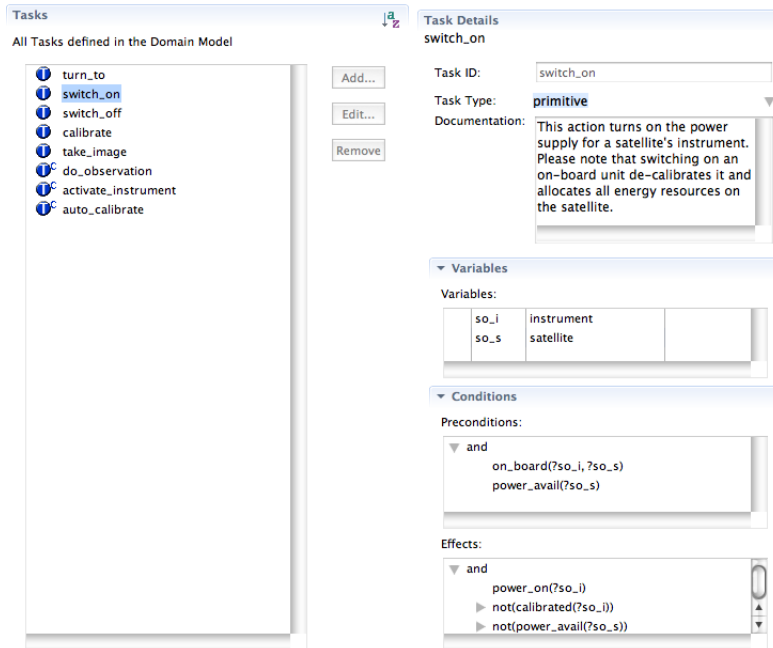 Tasks
All Tasks defined in the Domain Model
turn_to
switch_on
switch_off
calibrate
take_image
do_observation
activate_instrument
auto_calibrate
Add...
Edit...
Remove
Task Details
switch_on
Task ID: switch_on
Task Type: primitive
Documentation: This action turns on the power
supply for a satellite's instrument.
Please note that switching on an
on-board unit de-calibrates it and
allocates all energy resources on
the satellite.
Variables
Variables:
so_i instrument
so_s satellite
Conditions
Preconditions:
and
on_board(?so_i, ?so_s)
power_avail(?so_s)
Effects:
and
power_on(?so_i)
not(calibrated(?so_i))
not(power_avail(?so_s))